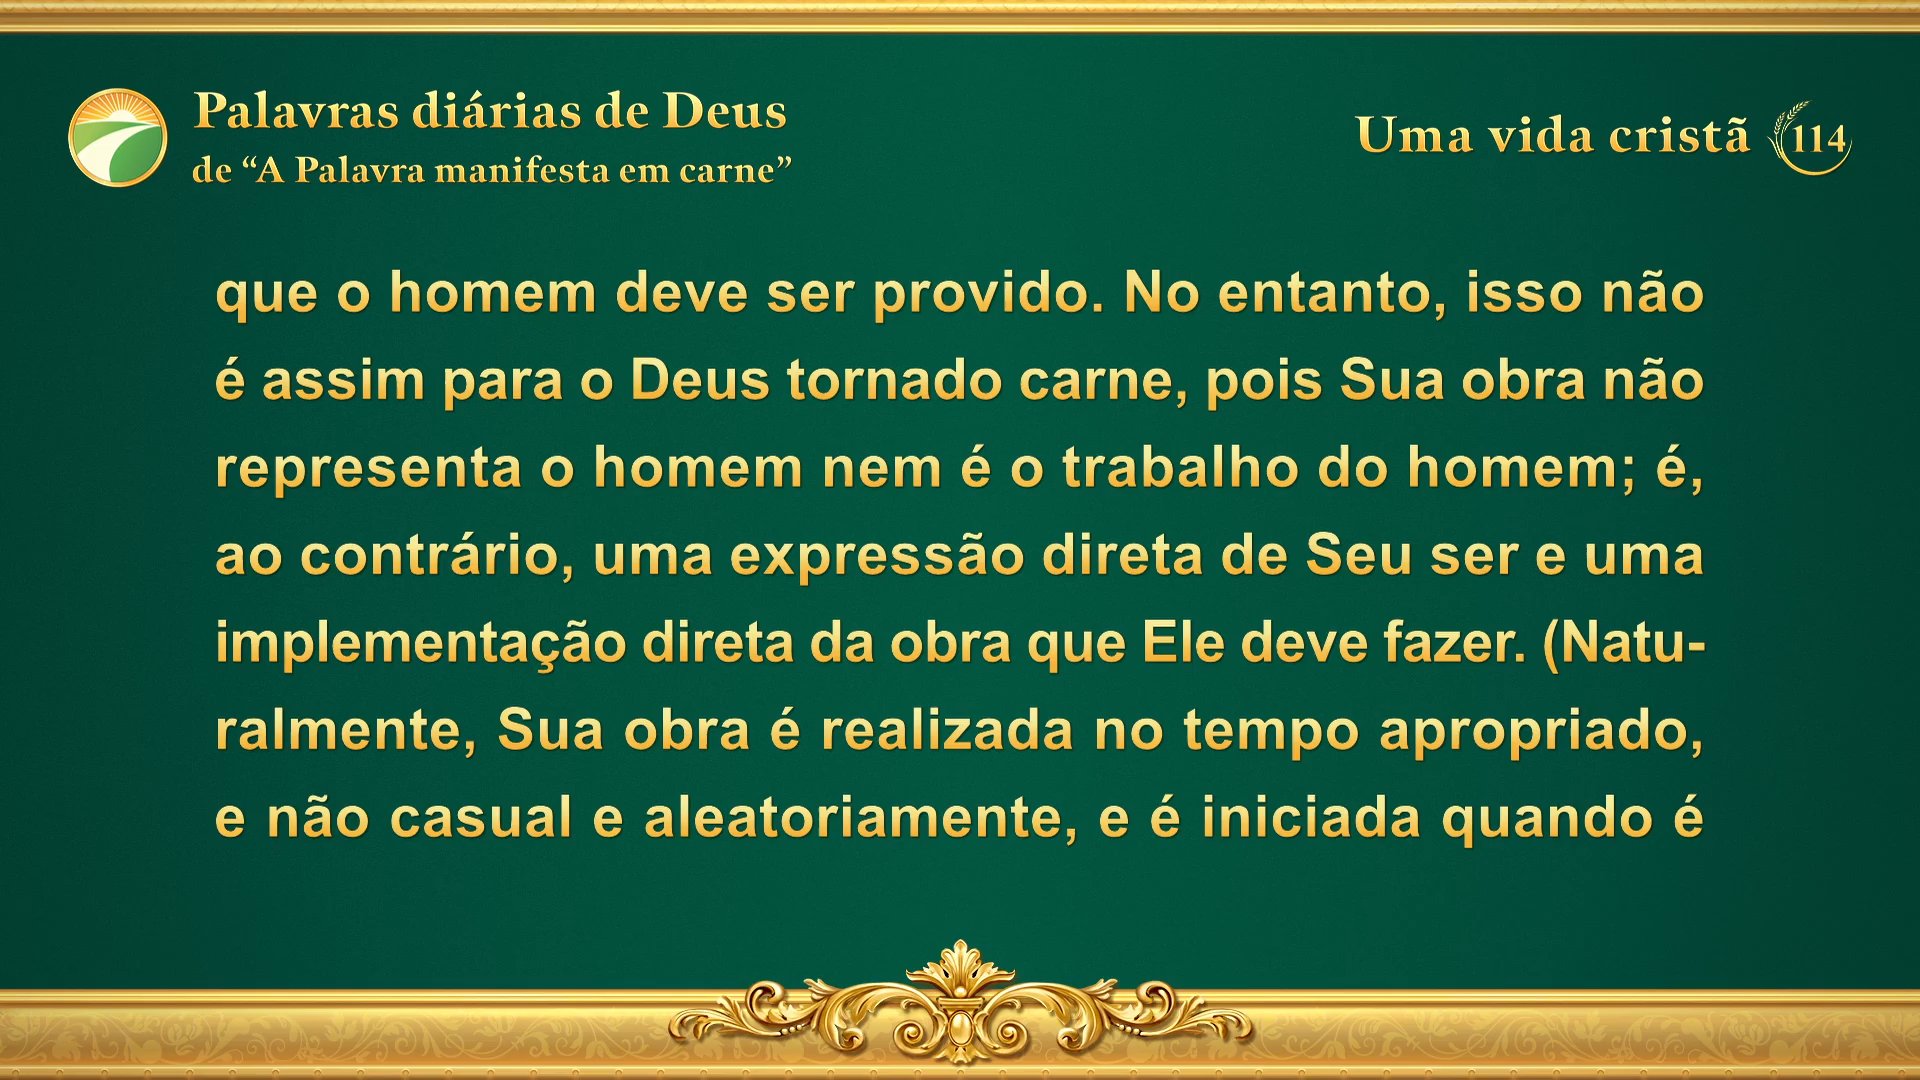 Palavras diárias de Deus
de “A Palavra manifesta em carne”
Uma vida cristã 114
que o homem deve ser provido. No entanto, isso não
é assim para o Deus tornado carne, pois Sua obra não
representa o homem nem é o trabalho do homem; é,
ao contrário, uma expressão direta de Seu ser e uma
implementação direta da obra que Ele deve fazer. (Natu-
ralmente, Sua obra é realizada no tempo apropriado,
e não casual e aleatoriamente, e é iniciada quando é